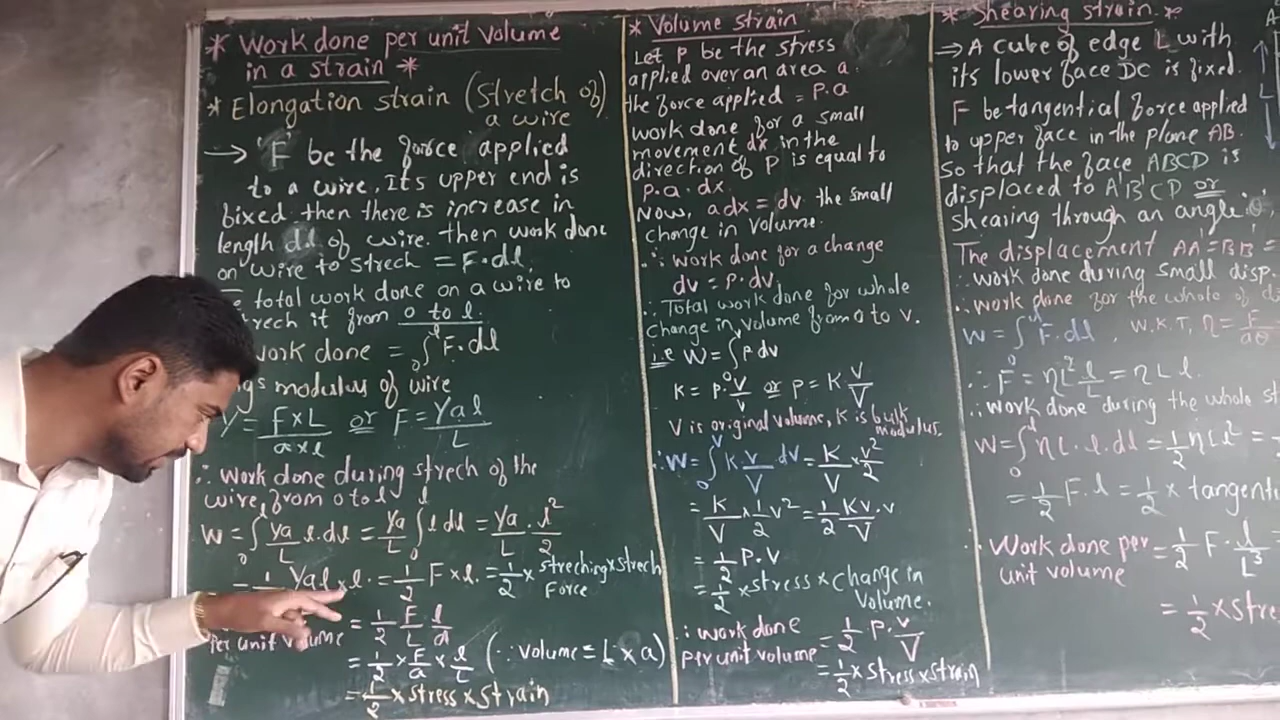 * Work done per unit volume
in a strain *
* Elongation strain (Stretch of
a wire)
→ 'F' be the force applied
to a wire. Its upper end is
fixed then there is increase in
length dl of wire. then work done
on wire to strech = F·dl.
total work done on a wire to
it from 0 to l.
work done = ₀∫ˡ F·dl
modulus of wire
Y = F×L / a×l or F = Yal / L
∴ Work done during strech of the
wire, from 0 to l
W = ₀∫ˡ Ya/L l·dl = Ya/L ₀∫ˡ l dl = Ya/L · l²/2
= 1 Yal × l. = 1/2 F × l. = 1/2 × streching Force × strech
Per unit volume = 1/2 F/L l/a
= 1/2 × F/a × l/L (∵ volume = L × a)
= 1/2 × stress × strain
* Volume strain
Let P be the stress
applied over an area a.
the force applied = P.a
work done for a small
movement dx in the
direction of P is equal to
P.a.dx.
Now, adx = dv the small
change in volume.
∴ work done for a change
dv = P·dv
∴ Total work done for whole
change in volume from 0 to v.
i.e W = ₀∫ᵛ P dv
K = P·V/v or P = K v/V
V is original volume, K is bulk
modulus.
∴ W = ₀∫ᵛ K v/V dv = K/V × v²/2
= K/V × 1/2 v² = 1/2 Kv/V · v
= 1/2 P.v
= 1/2 × stress × change in
Volume.
∴ work done
per unit volume = 1/2 P.v/V
= 1/2 × stress × strain
* Shearing strain *
⇒ A cube of edge L with
its lower face DC is fixed.
F be tangential force applied
to upper face in the plane AB.
So that the face ABCD is
displaced to A'B'CD or
shearing through an angle 'θ'
The displacement AA' = BB' =
∴ work done during small disp.
∴ work done for the whole of
W = ₀∫ˡ F·dl, W.K.T, η = F/aθ
∴ F = ηL² l/L = ηL l.
∴ work done during the whole
W = ₀∫ˡ ηL·l dl = 1/2 ηLl² =
= 1/2 F.l = 1/2 ×
∴ Work done per
unit volume = 1/2 F · l/L³
= 1/2 ×
A
L